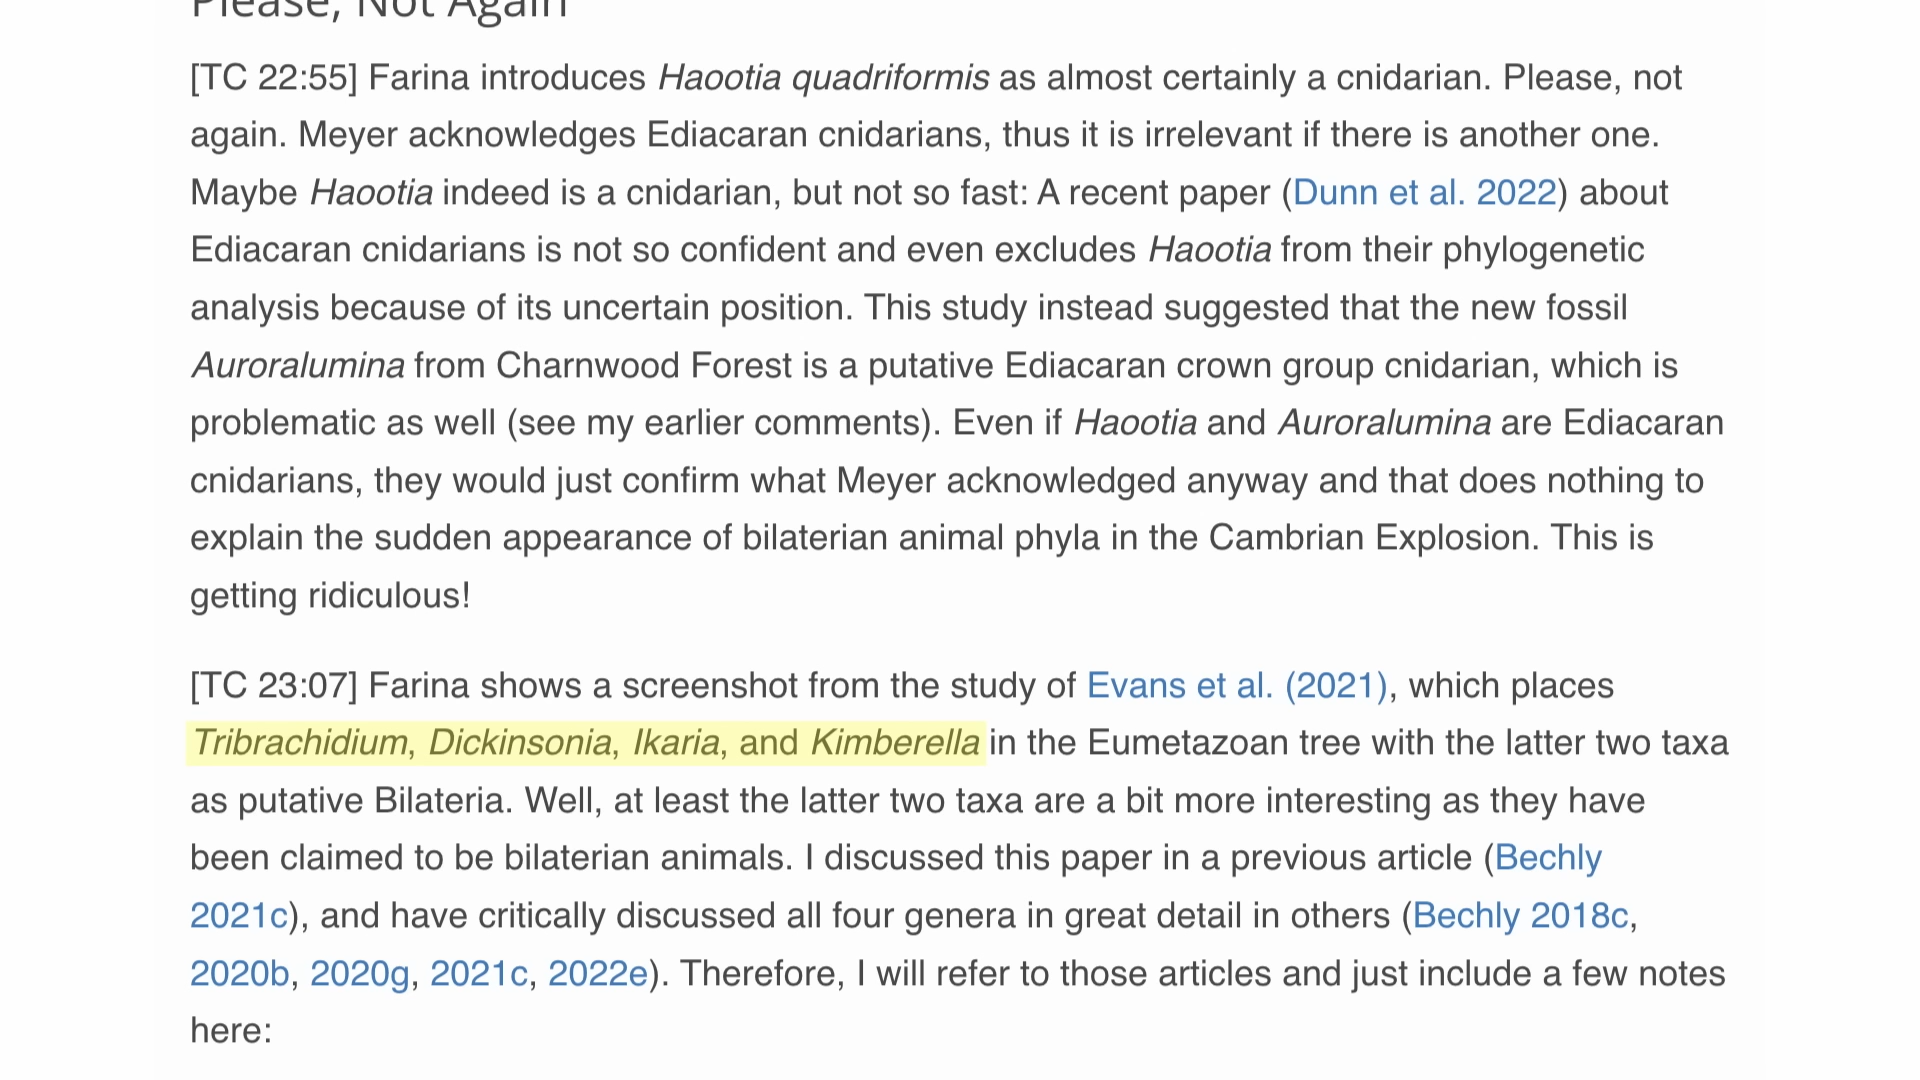 Please, Not Again
[TC 22:55] Farina introduces Haootia quadriformis as almost certainly a cnidarian. Please, not
again. Meyer acknowledges Ediacaran cnidarians, thus it is irrelevant if there is another one.
Maybe Haootia indeed is a cnidarian, but not so fast: A recent paper (Dunn et al. 2022) about
Ediacaran cnidarians is not so confident and even excludes Haootia from their phylogenetic
analysis because of its uncertain position. This study instead suggested that the new fossil
Auroralumina from Charnwood Forest is a putative Ediacaran crown group cnidarian, which is
problematic as well (see my earlier comments). Even if Haootia and Auroralumina are Ediacaran
cnidarians, they would just confirm what Meyer acknowledged anyway and that does nothing to
explain the sudden appearance of bilaterian animal phyla in the Cambrian Explosion. This is
getting ridiculous!
[TC 23:07] Farina shows a screenshot from the study of Evans et al. (2021), which places
Tribrachidium, Dickinsonia, Ikaria, and Kimberella in the Eumetazoan tree with the latter two taxa
as putative Bilateria. Well, at least the latter two taxa are a bit more interesting as they have
been claimed to be bilaterian animals. I discussed this paper in a previous article (Bechly
2021c), and have critically discussed all four genera in great detail in others (Bechly 2018c,
2020b, 2020g, 2021c, 2022e). Therefore, I will refer to those articles and just include a few notes
here: